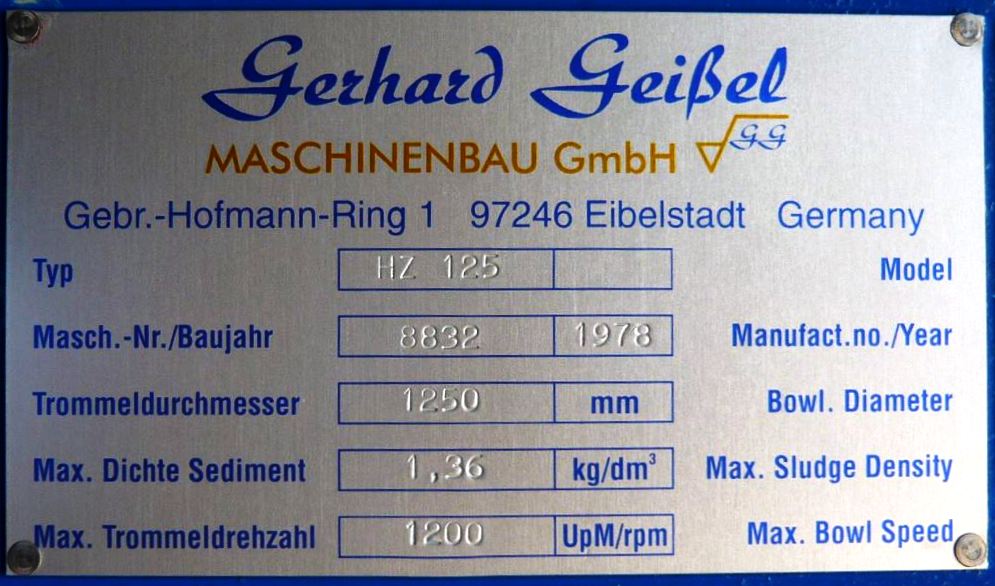 Gerhard Geißel
MASCHINENBAU GmbH GG
Gebr.-Hofmann-Ring 1 97246 Eibelstadt Germany
Typ HZ 125 Model
Masch.-Nr./Baujahr 8832 1978 Manufact.no./Year
Trommeldurchmesser 1250 mm Bowl. Diameter
Max. Dichte Sediment 1,36 kg/dm³ Max. Sludge Density
Max. Trommeldrehzahl 1200 UpM/rpm Max. Bowl Speed